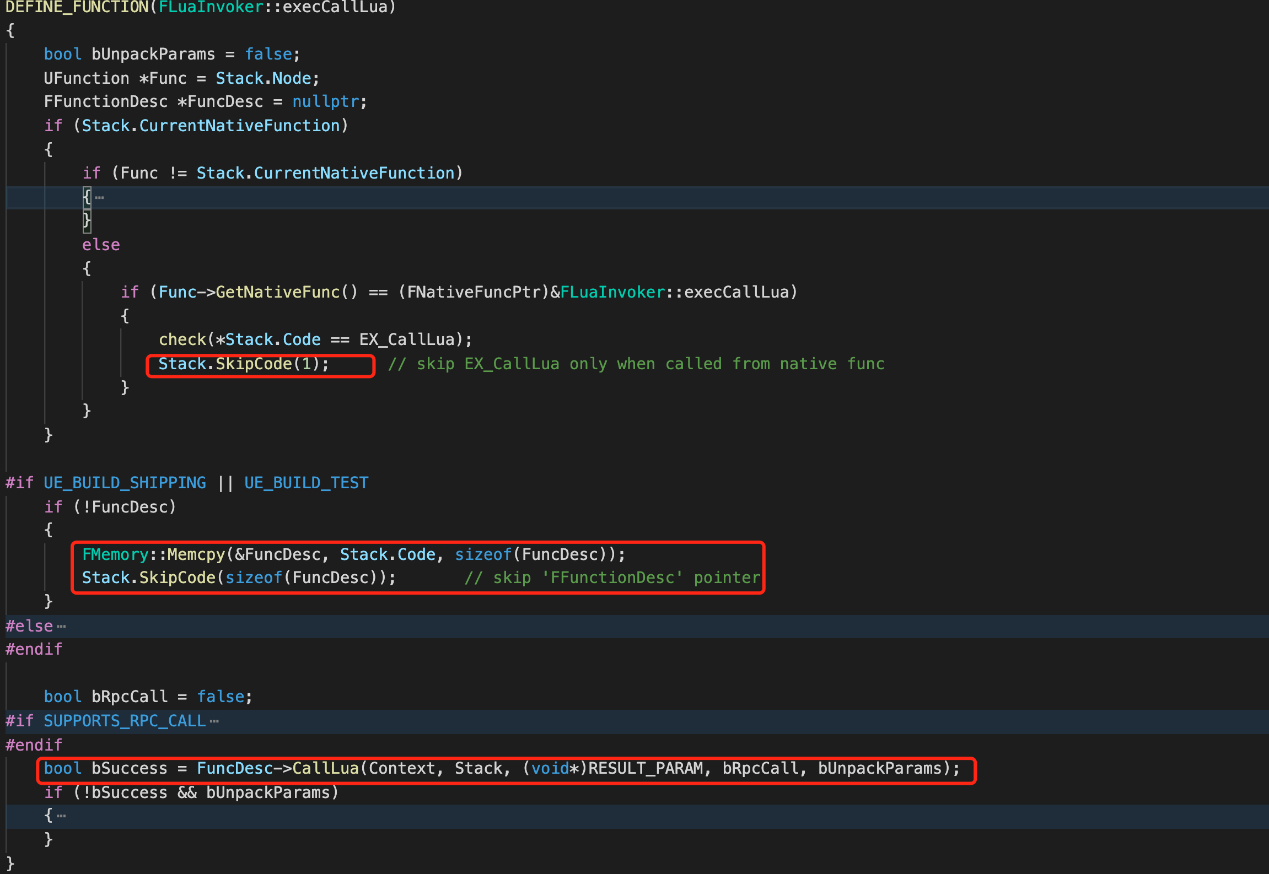 DEFINE_FUNCTION(FLuaInvoker::execCallLua)
{
    bool bUnpackParams = false;
    UFunction *Func = Stack.Node;
    FFunctionDesc *FuncDesc = nullptr;
    if (Stack.CurrentNativeFunction)
    {
        if (Func != Stack.CurrentNativeFunction)
        {⋯
        }
        else
        {
            if (Func->GetNativeFunc() == (FNativeFuncPtr)&FLuaInvoker::execCallLua)
            {
                check(*Stack.Code == EX_CallLua);
                Stack.SkipCode(1);      // skip EX_CallLua only when called from native func
            }
        }
    }
#if UE_BUILD_SHIPPING || UE_BUILD_TEST
    if (!FuncDesc)
    {
        FMemory::Memcpy(&FuncDesc, Stack.Code, sizeof(FuncDesc));
        Stack.SkipCode(sizeof(FuncDesc));       // skip 'FFunctionDesc' pointer
    }
#else⋯
#endif
    bool bRpcCall = false;
#if SUPPORTS_RPC_CALL⋯
#endif
    bool bSuccess = FuncDesc->CallLua(Context, Stack, (void*)RESULT_PARAM, bRpcCall, bUnpackParams);
    if (!bSuccess && bUnpackParams)
    {⋯
    }
}